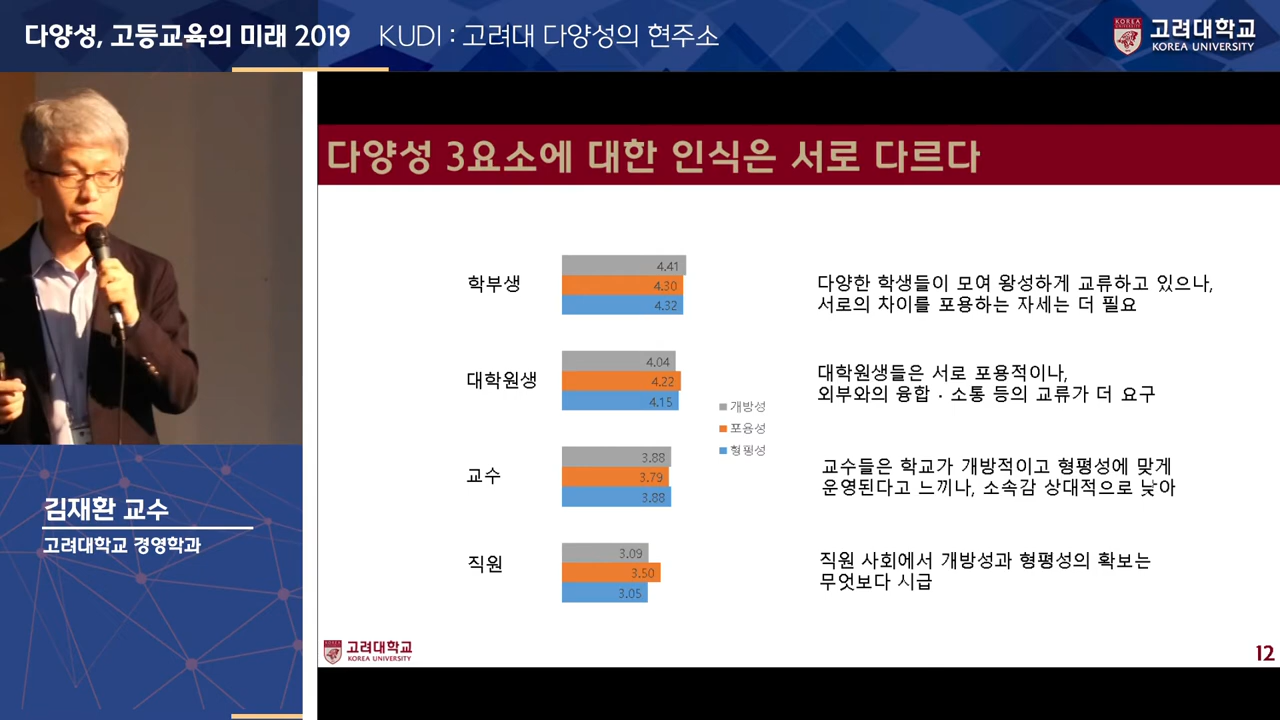 다양성, 고등교육의 미래 2019 KUDI : 고려대 다양성의 현주소
KOREA
UNIVERSITY
고려대학교
KOREA UNIVERSITY
다양성 3요소에 대한 인식은 서로 다르다
학부생
4.41
4.30
4.32
다양한 학생들이 모여 왕성하게 교류하고 있으나,
서로의 차이를 포용하는 자세는 더 필요
대학원생
4.04
4.22
4.15
대학원생들은 서로 포용적이나,
외부와의 융합 · 소통 등의 교류가 더 요구
개방성
포용성
형평성
교수
3.88
3.79
3.88
교수들은 학교가 개방적이고 형평성에 맞게
운영된다고 느끼나, 소속감 상대적으로 낮아
직원
3.09
3.50
3.05
직원 사회에서 개방성과 형평성의 확보는
무엇보다 시급
고려대학교
KOREA UNIVERSITY
12
김재환 교수
고려대학교 경영학과